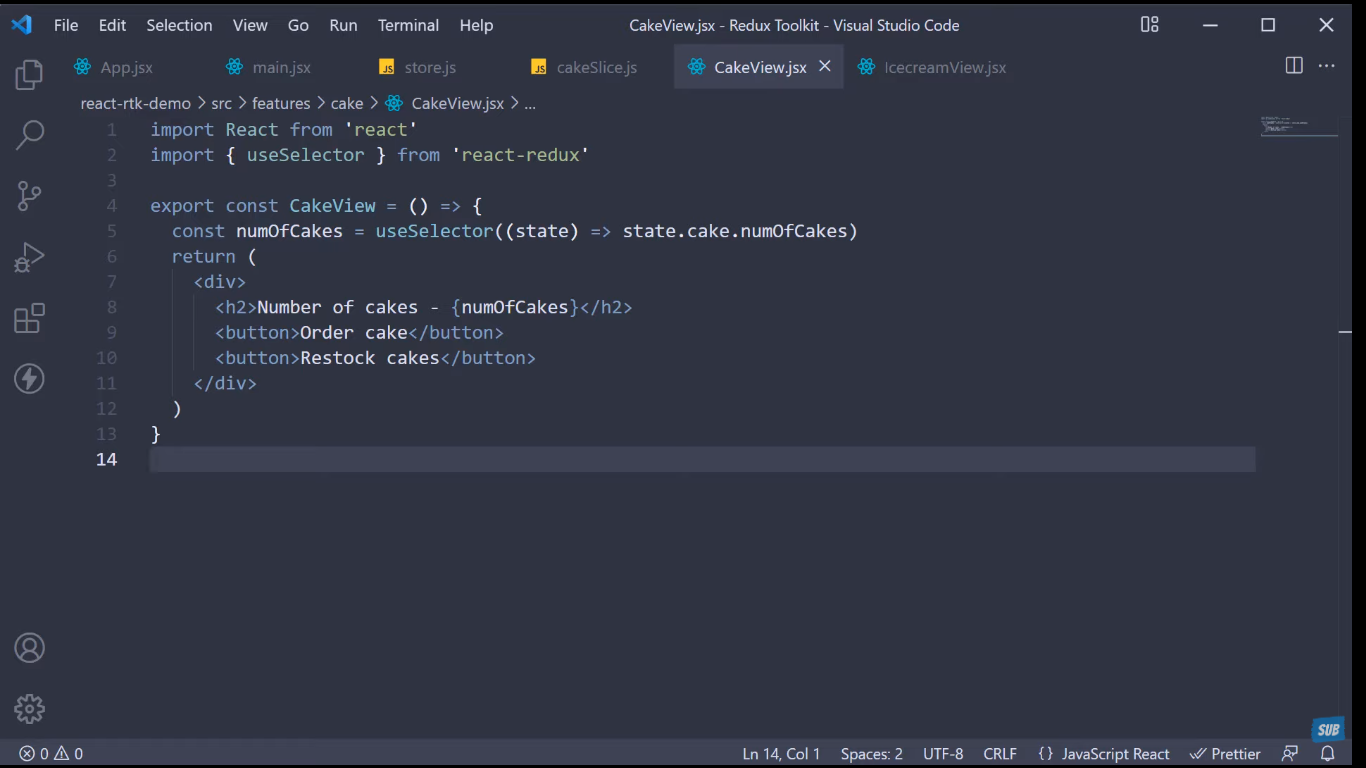 File Edit Selection View Go Run Terminal Help CakeView.jsx - Redux Toolkit - Visual Studio Code
App.jsx main.jsx JS store.js JS cakeSlice.js CakeView.jsx IcecreamView.jsx
react-rtk-demo > src > features > cake > CakeView.jsx > ...
1 import React from 'react'
2 import { useSelector } from 'react-redux'
3
4 export const CakeView = () => {
5 const numOfCakes = useSelector((state) => state.cake.numOfCakes)
6 return (
7 <div>
8 <h2>Number of cakes - {numOfCakes}</h2>
9 <button>Order cake</button>
10 <button>Restock cakes</button>
11 </div>
12 )
13 }
14
SUB
0 0 Ln 14, Col 1 Spaces: 2 UTF-8 CRLF {} JavaScript React Prettier